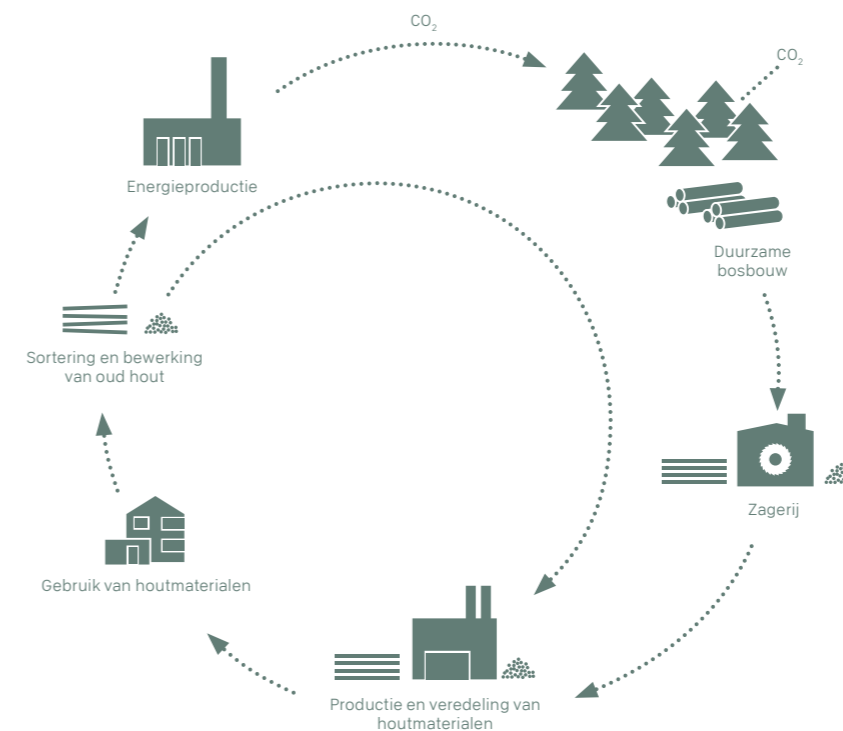 CO₂
CO₂
Energieproductie
Duurzame
bosbouw
Sortering en bewerking
van oud hout
Zagerij
Gebruik van houtmaterialen
Productie en veredeling van
houtmaterialen